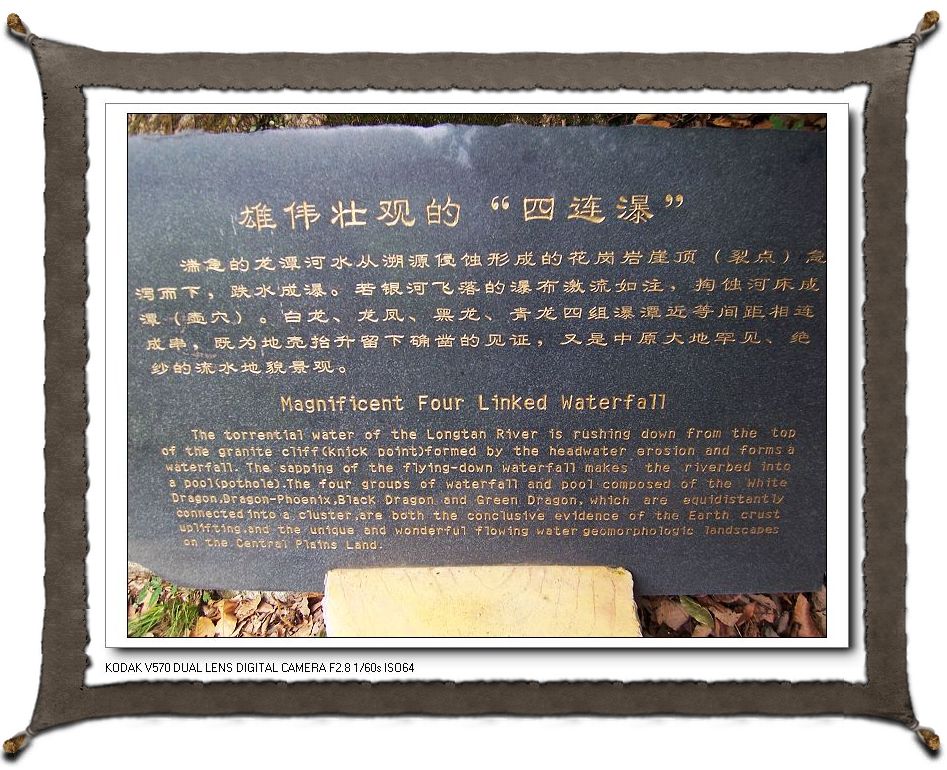 雄伟壮观的“四连瀑”
湍急的龙潭河水从溯源侵蚀形成的花岗岩崖顶（裂点）急
泻而下，跌水成瀑。若银河飞落的瀑布激流如注，掏蚀河床成
潭（壶穴）。白龙、龙凤、黑龙、青龙四组瀑潭近等间距相连
成串，既为地壳抬升留下确凿的见证，又是中原大地罕见、绝
妙的流水地貌景观。
Magnificent Four Linked Waterfall
The torrential water of the Longtan River is rushing down from the top
of the granite cliff(knick point)formed by the headwater erosion and forms a
waterfall. The sapping of the flying-down waterfall makes the riverbed into
a pool(pothole).The four groups of waterfall and pool composed of the White
Dragon,Dragon-Phoenix,Black Dragon and Green Dragon, which are equidistantly
connected into a cluster,are both the conclusive evidence of the Earth crust
uplifting,and the unique and wonderful flowing water geomorphologic landscapes
on the Central Plains Land.
KODAK V570 DUAL LENS DIGITAL CAMERA F2.8 1/60s ISO64